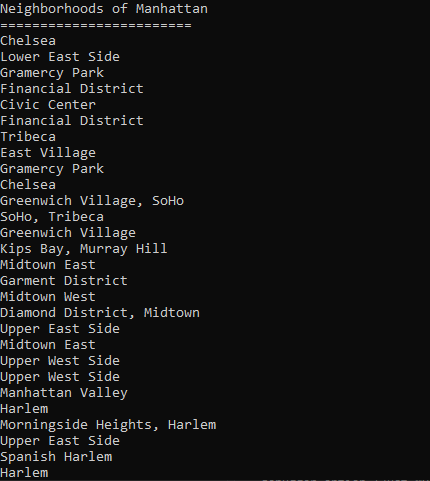 Neighborhoods of Manhattan
========================
Chelsea
Lower East Side
Gramercy Park
Financial District
Civic Center
Financial District
Tribeca
East Village
Gramercy Park
Chelsea
Greenwich Village, SoHo
SoHo, Tribeca
Greenwich Village
Kips Bay, Murray Hill
Midtown East
Garment District
Midtown West
Diamond District, Midtown
Upper East Side
Midtown East
Upper West Side
Upper West Side
Manhattan Valley
Harlem
Morningside Heights, Harlem
Upper East Side
Spanish Harlem
Harlem